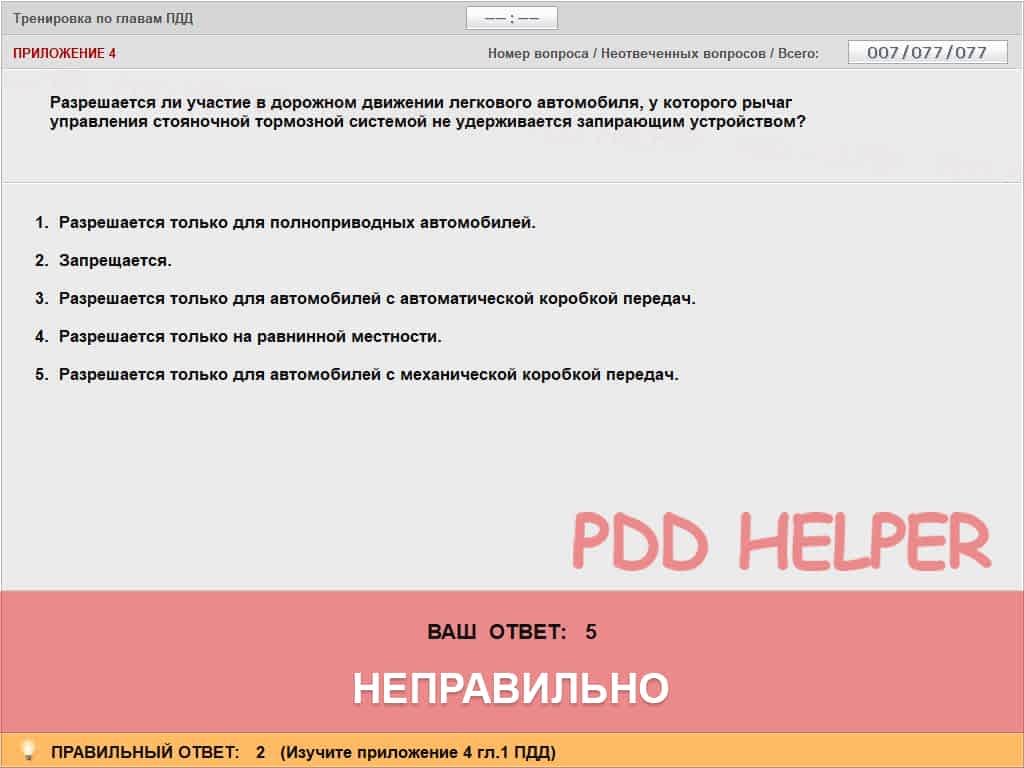 Тренировка по главам ПДД
—— : ——
ПРИЛОЖЕНИЕ 4
Номер вопроса / Неотвеченных вопросов / Всего:
007/077/077
Разрешается ли участие в дорожном движении легкового автомобиля, у которого рычаг
управления стояночной тормозной системой не удерживается запирающим устройством?
1. Разрешается только для полноприводных автомобилей.
2. Запрещается.
3. Разрешается только для автомобилей с автоматической коробкой передач.
4. Разрешается только на равнинной местности.
5. Разрешается только для автомобилей с механической коробкой передач.
PDD HELPER
ВАШ ОТВЕТ: 5
НЕПРАВИЛЬНО
ПРАВИЛЬНЫЙ ОТВЕТ: 2 (Изучите приложение 4 гл.1 ПДД)